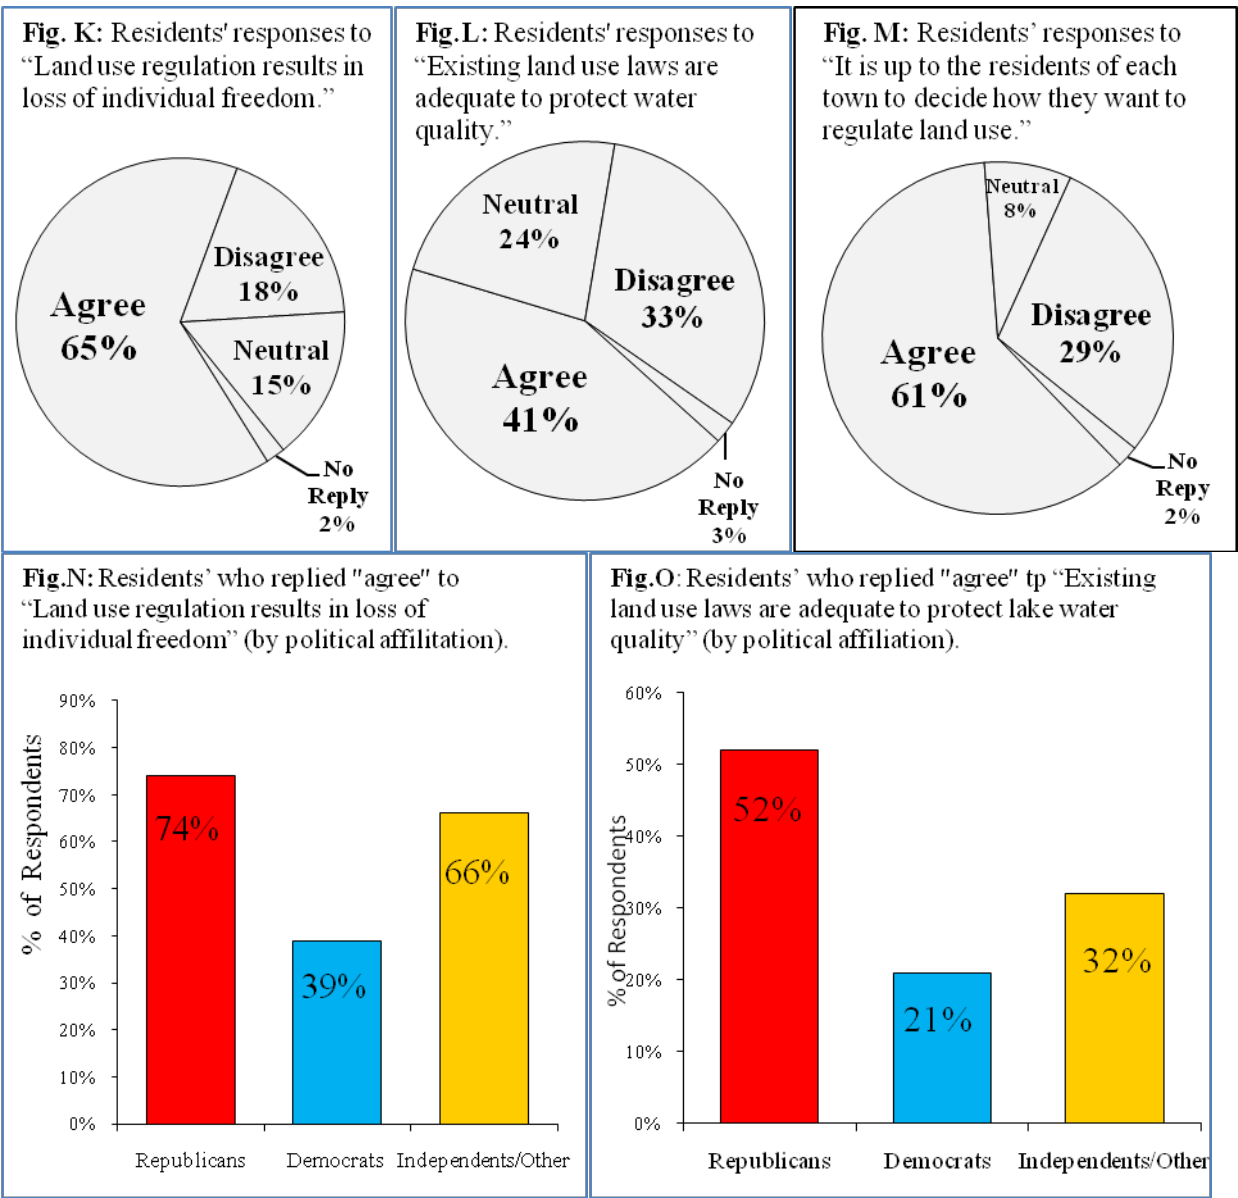 Fig. K: Residents' responses to
“Land use regulation results in
loss of individual freedom.”
Agree
65%
Disagree
18%
Neutral
15%
No
Reply
2%
Fig.L: Residents' responses to
“Existing land use laws are
adequate to protect water
quality.”
Neutral
24%
Disagree
33%
Agree
41%
No
Reply
3%
Fig. M: Residents’ responses to
“It is up to the residents of each
town to decide how they want to
regulate land use.”
Neutral
8%
Disagree
29%
Agree
61%
No
Repy
2%
Fig.N: Residents’ who replied "agree" to
“Land use regulation results in loss of
individual freedom” (by political affilitation).
% of Respondents
90%
80%
70%
60%
50%
40%
30%
20%
10%
0%
74%
39%
66%
Republicans Democrats Independents/Other
Fig.O: Residents’ who replied "agree" tp “Existing
land use laws are adequate to protect lake water
quality” (by political affiliation).
% of Respondents
60%
50%
40%
30%
20%
10%
0%
52%
21%
32%
Republicans Democrats Independents/Other